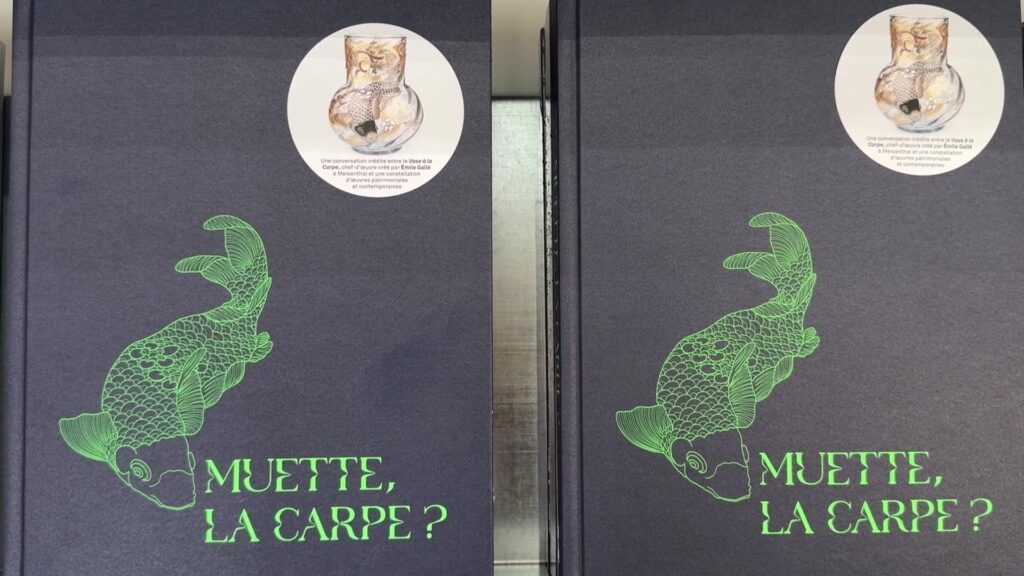 Une conversation inédite entre le Vase à la
Carpe, chef-d'œuvre créé par Émile Gallé
à Meisenthal et une constellation
d'œuvres patrimoniales
et contemporaines
MUETTE,
LA CARPE ?
Une conversation inédite entre le Vase à la
Carpe, chef-d'œuvre créé par Émile Gallé
à Meisenthal et une constellation
d'œuvres patrimoniales
et contemporaines
MUETTE,
LA CARPE ?